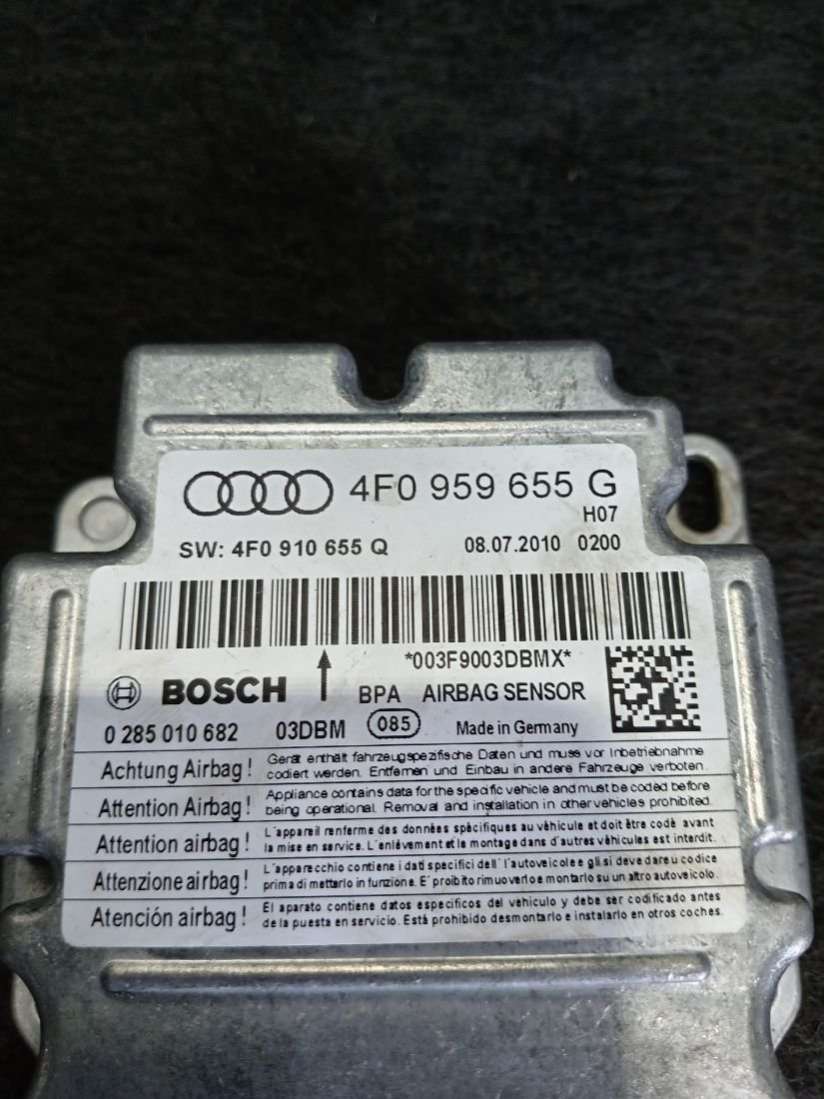 4F0 959 655 G
H07
SW: 4F0 910 655 Q 08.07.2010 0200
*003F9003DBMX*
BOSCH BPA AIRBAG SENSOR
0 285 010 682 03DBM 085 Made in Germany
Achtung Airbag! Gerät enthält fahrzeugspezifische Daten und muss vor Inbetriebnahme
codiert werden. Entfernen und Einbau in andere Fahrzeuge verboten.
Attention Airbag! Appliance contains data for the specific vehicle and must be coded before
being operational. Removal and installation in other vehicles prohibited.
Attention airbag! L'appareil renferme des données spécifiques au véhicule et doit être codé avant
la mise en service. L'enlèvement et le montage dans d'autres véhicules est interdit.
Attenzione airbag! L'apparecchio contiene i dati specifici dell'l'autoveicolo e gli si deve dare u codice
prima di metterlo in funzione. E' proibito rimuoverlo e montarlo su un altro autoveicolo.
Atención airbag! El aparato contiene datos especificos del vehiculo y debe ser codificado antes
de la puesta en servicio. Está prohibido desmontarlo e instalarlo en otros coches.